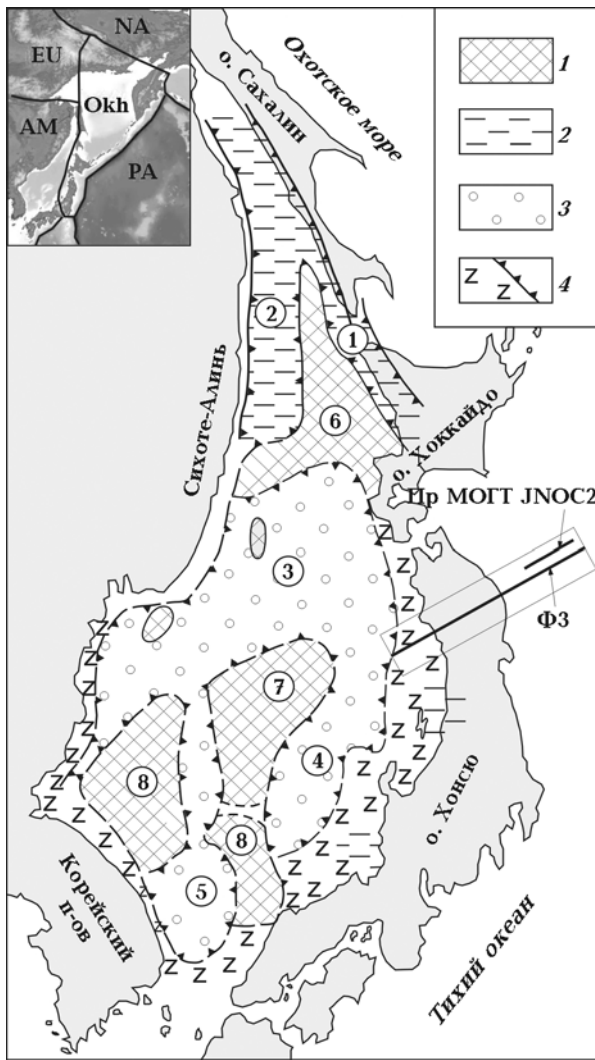 NA
EU
Okh
AM
PA
Охотское море
о. Сахалин
1
2
3
z
z
4
2
1
6
Сихоте-Алинь
о. Хоккайдо
Пр МОГТ JNOC2
3
Ф3
7
4
8
8
о. Хонсю
5
Корейский
п-ов
Тихий океан